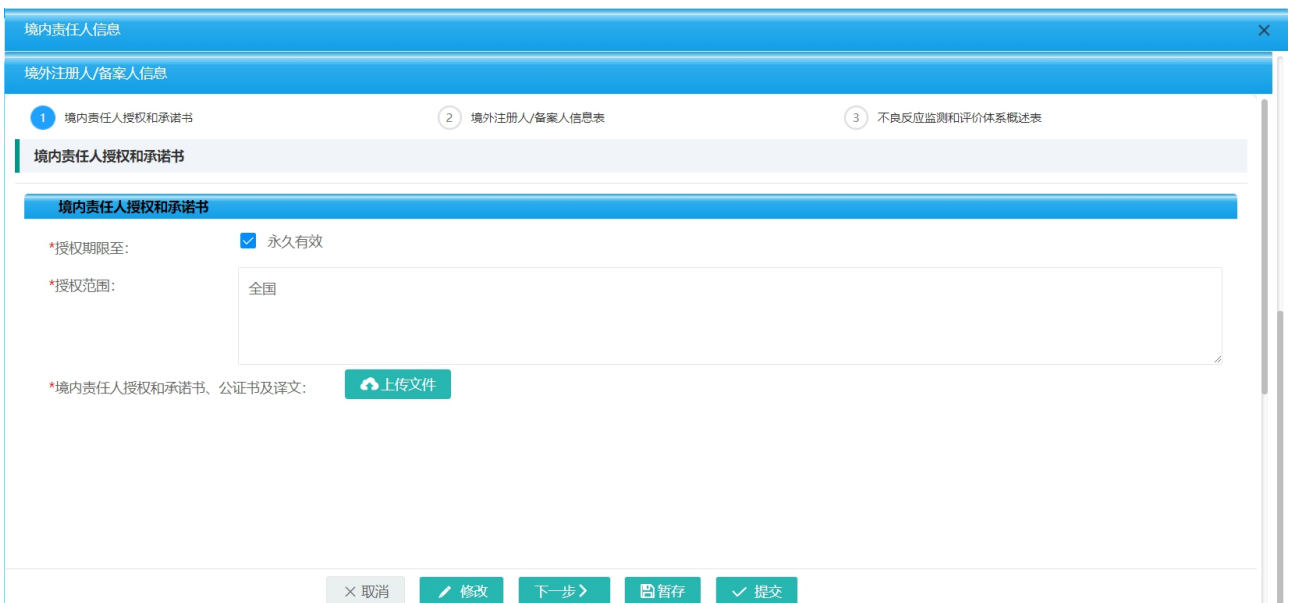 境内责任人信息
境外注册人/备案人信息
1 境内责任人授权和承诺书 2 境外注册人/备案人信息表 3 不良反应监测和评价体系概述表
境内责任人授权和承诺书
境内责任人授权和承诺书
*授权期限至: 永久有效
*授权范围: 全国
*境内责任人授权和承诺书、公证书及译文: 上传文件
取消 修改 下一步 暂存 提交